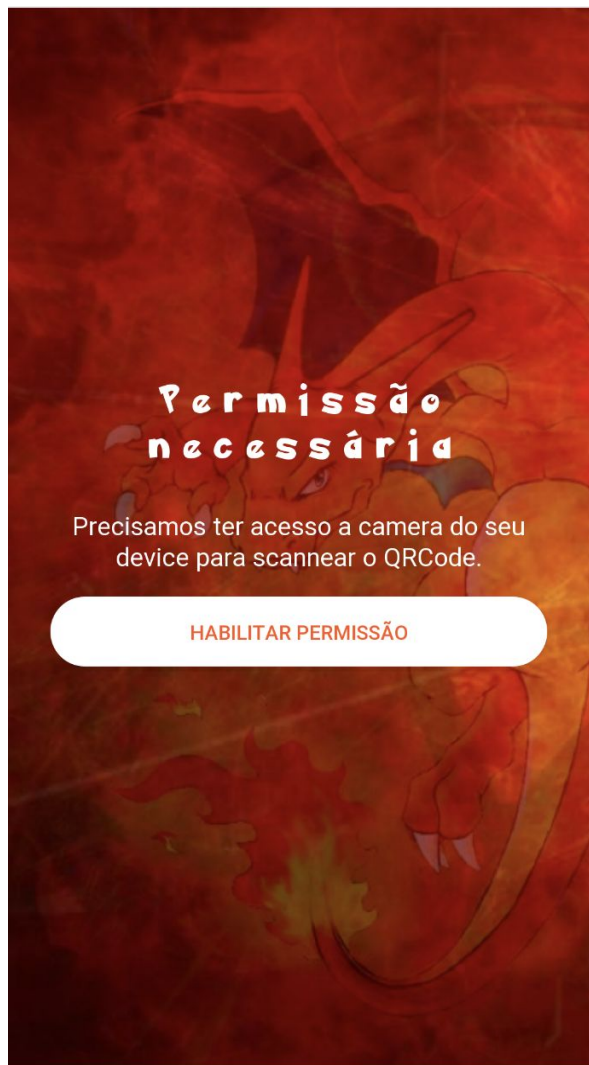 Permissão
necessária
Precisamos ter acesso a camera do seu
device para scannear o QRCode.
HABILITAR PERMISSÃO